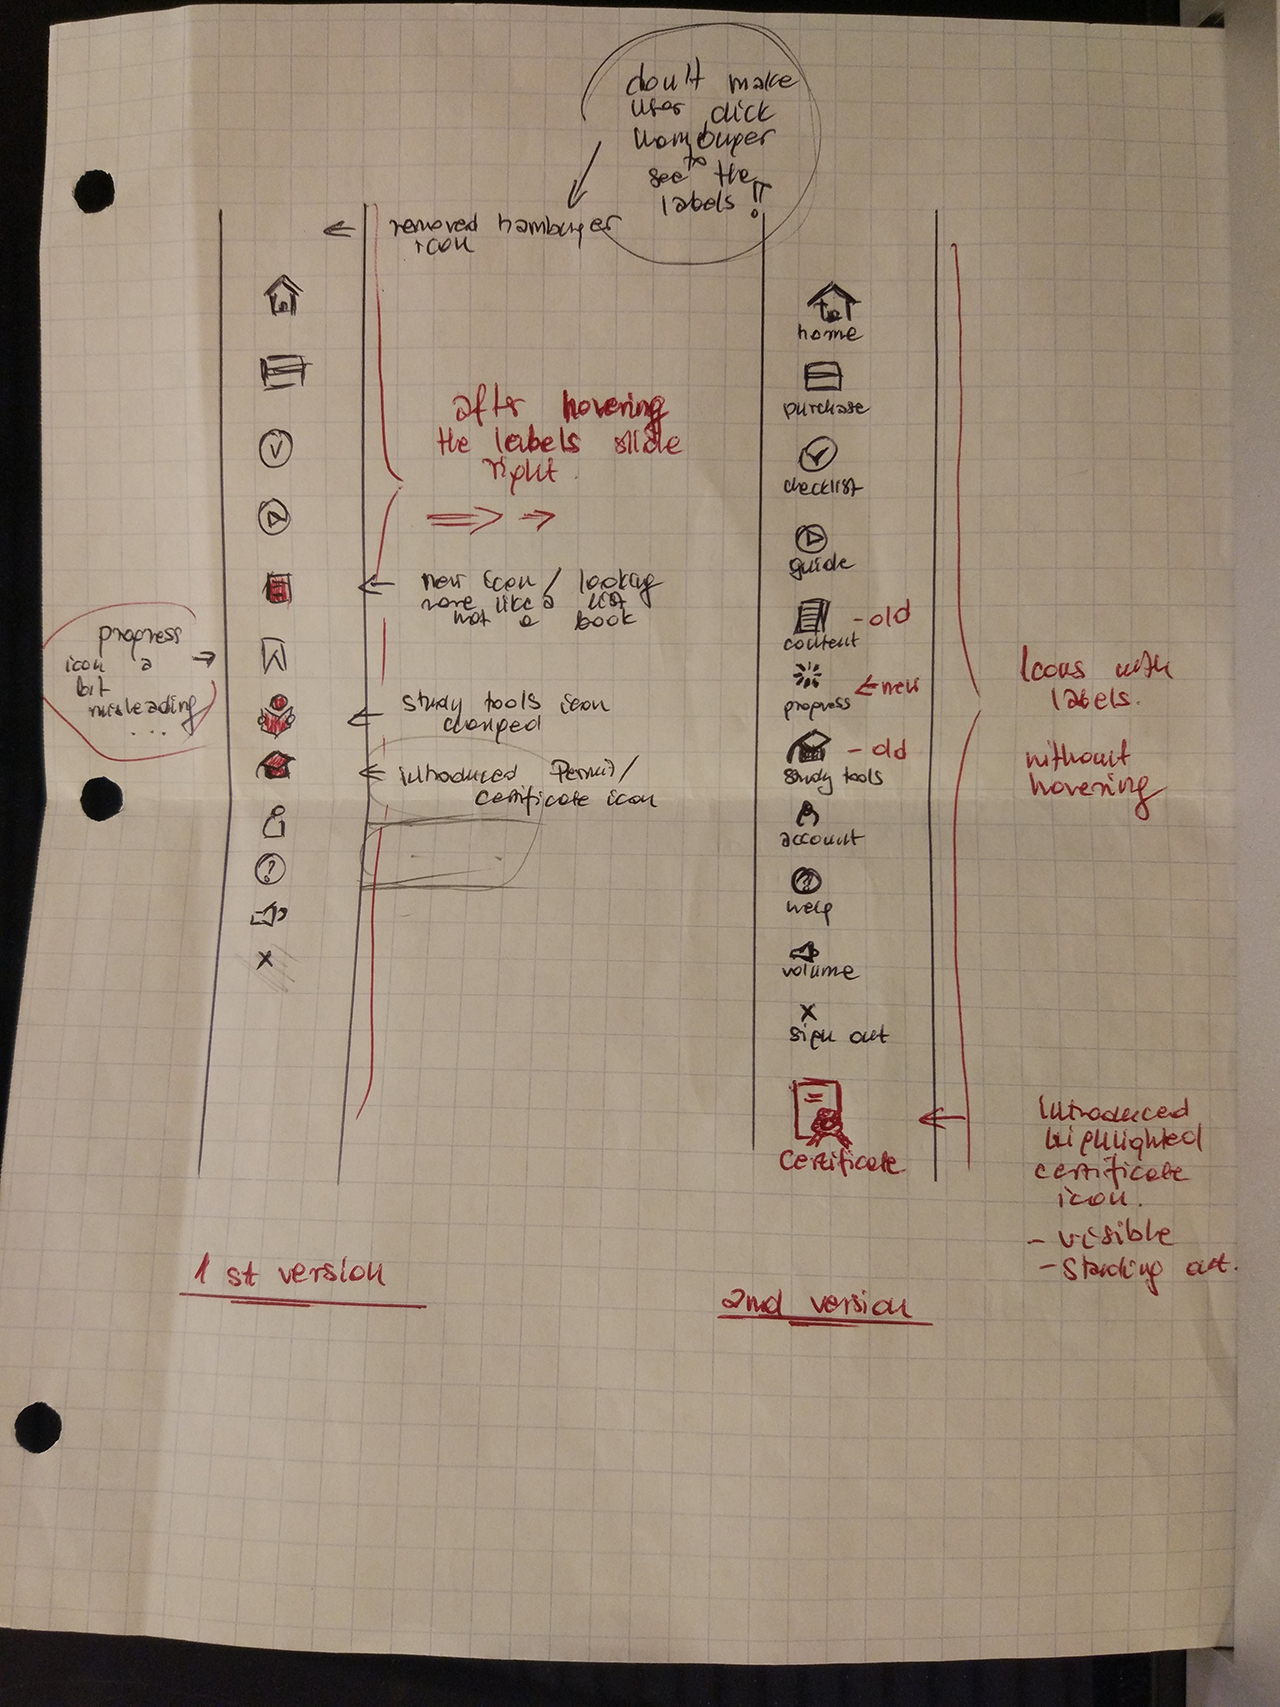 don't make
user click
hamburger
to
see the
labels !!
removed hamburger
icon
after hovering
the labels slide
right.
new icon / looking
more like a list
not a book
progress
icon a
bit
misleading
...
study tools icon
changed
introduced Permit/
certificate icon
1st version
home
purchase
checklist
guide
content - old
progress ← new
study tools - old
account
help
volume
sign out
certificate
Icons with
labels.
without
hovering
introduced
highlighted
certificate
icon.
- visible
- standing out.
2nd version